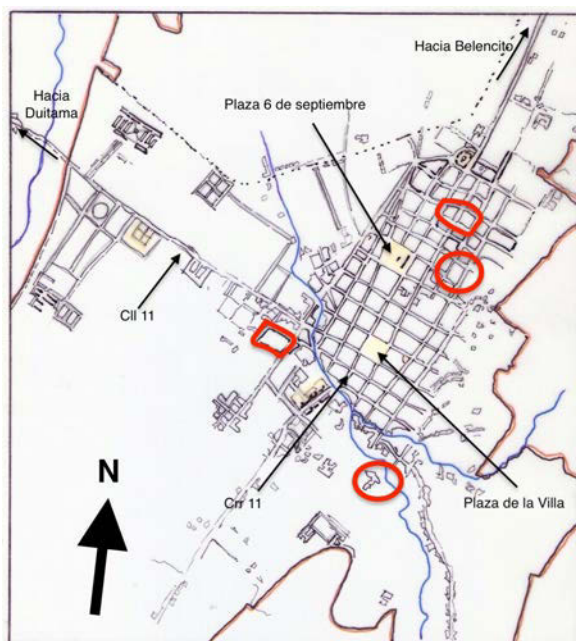 Hacia Belencito
Hacia
Duitama
Plaza 6 de septiembre
Cll 11
N
Crr 11
Plaza de la Villa